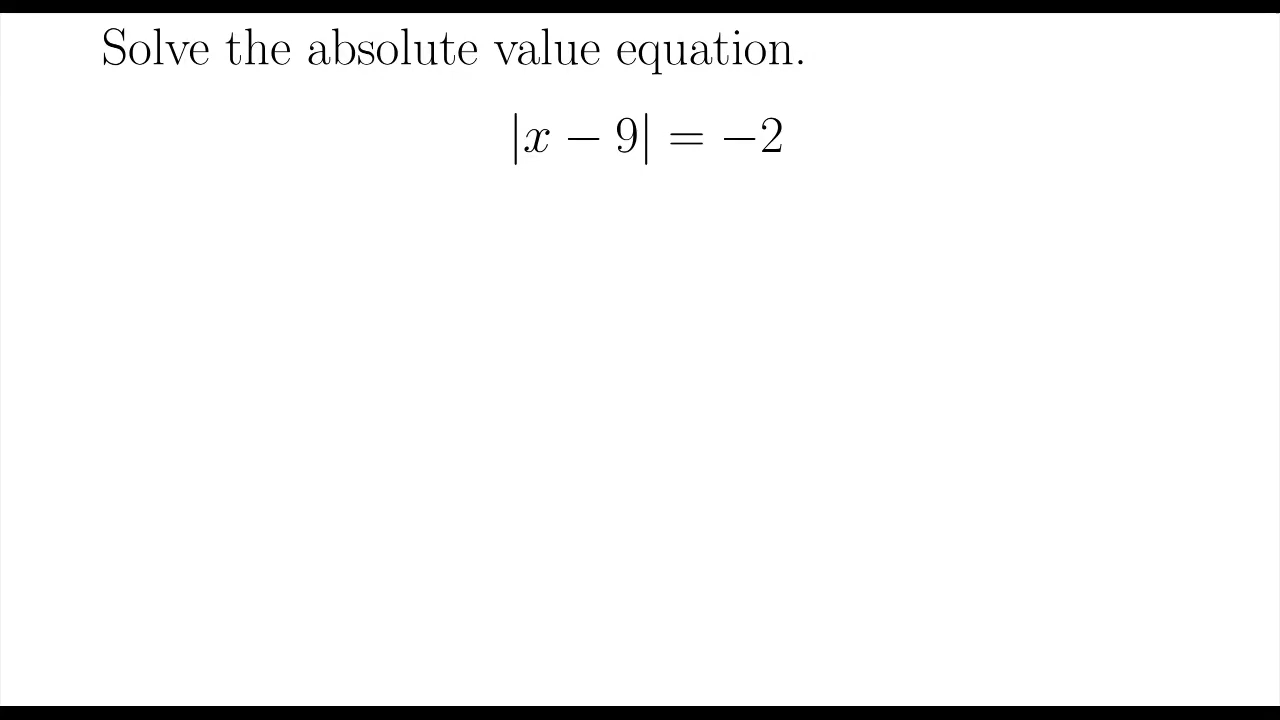 Solve the absolute value equation.
|x − 9| = −2